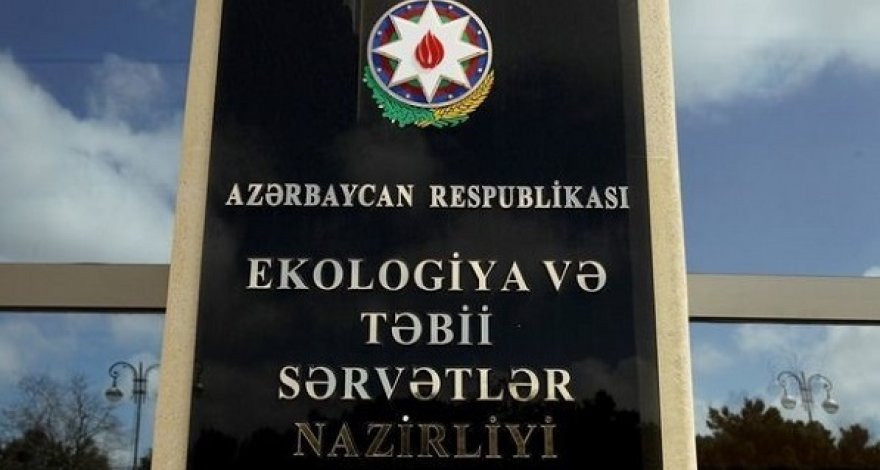 AZƏRBAYCAN RESPUBLİKASI
EKOLOGİYA VƏ
TƏBİİ
SƏRVƏTLƏR
NAZİRLİYİ